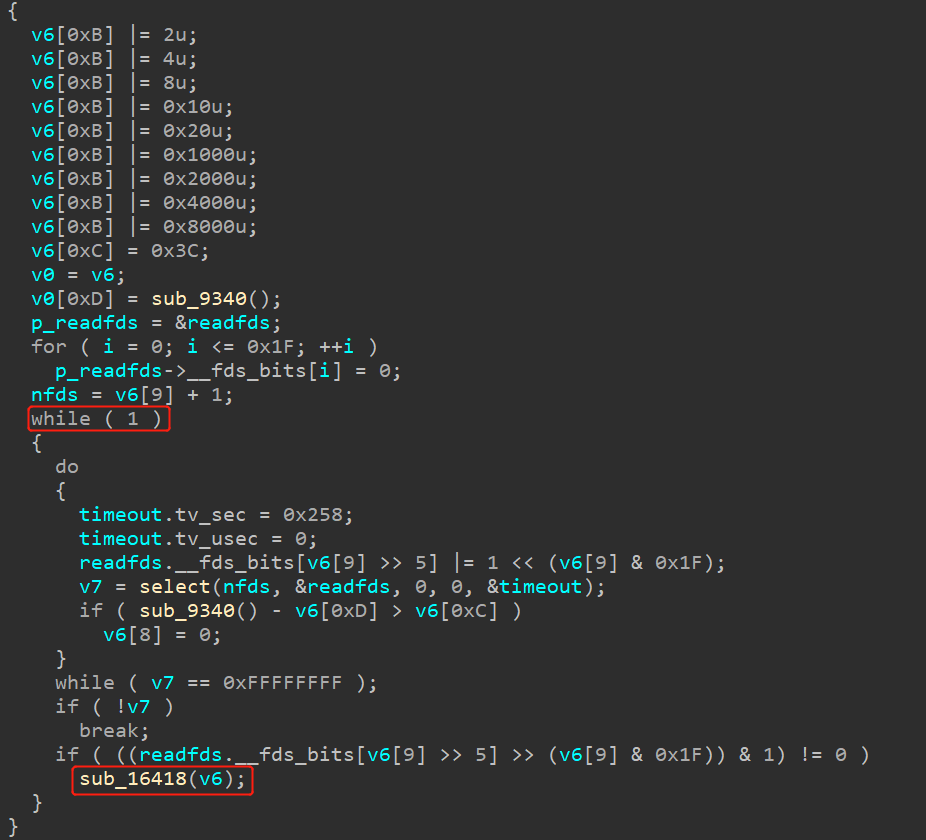 {
v6[0xB] |= 2u;
v6[0xB] |= 4u;
v6[0xB] |= 8u;
v6[0xB] |= 0x10u;
v6[0xB] |= 0x20u;
v6[0xB] |= 0x1000u;
v6[0xB] |= 0x2000u;
v6[0xB] |= 0x4000u;
v6[0xB] |= 0x8000u;
v6[0xC] = 0x3C;
v0 = v6;
v0[0xD] = sub_9340();
p_readfds = &readfds;
for ( i = 0; i <= 0x1F; ++i )
p_readfds->__fds_bits[i] = 0;
nfds = v6[9] + 1;
while ( 1 )
{
do
{
timeout.tv_sec = 0x258;
timeout.tv_usec = 0;
readfds.__fds_bits[v6[9] >> 5] |= 1 << (v6[9] & 0x1F);
v7 = select(nfds, &readfds, 0, 0, &timeout);
if ( sub_9340() - v6[0xD] > v6[0xC] )
v6[8] = 0;
}
while ( v7 == 0xFFFFFFFF );
if ( !v7 )
break;
if ( ((readfds.__fds_bits[v6[9] >> 5] >> (v6[9] & 0x1F)) & 1) != 0 )
sub_16418(v6);
}
}